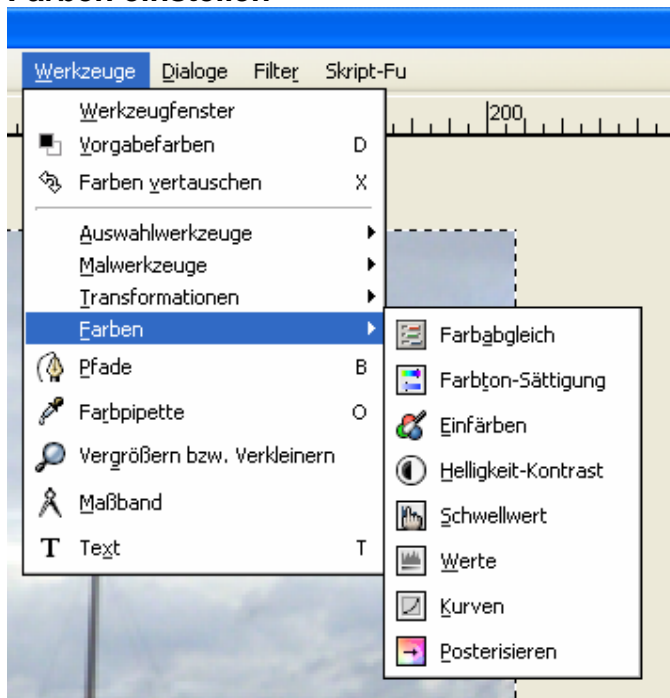 Farben einstellen
Werkzeuge Dialoge Filter Skript-Fu
200
Werkzeugfenster
Vorgabefarben D
Farben vertauschen X
Auswahlwerkzeuge
Malwerkzeuge
Transformationen
Farben
Pfade B
Farbpipette O
Vergrößern bzw. Verkleinern
Maßband
Text T
Farbabgleich
Farbton-Sättigung
Einfärben
Helligkeit-Kontrast
Schwellwert
Werte
Kurven
Posterisieren